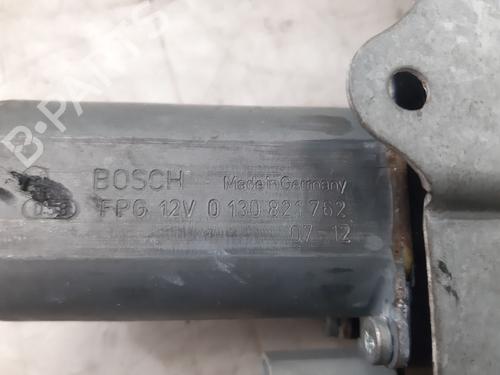 B-PARTS
BOSCH Made in Germany
FPG 12V 0 130 821 762
07-12